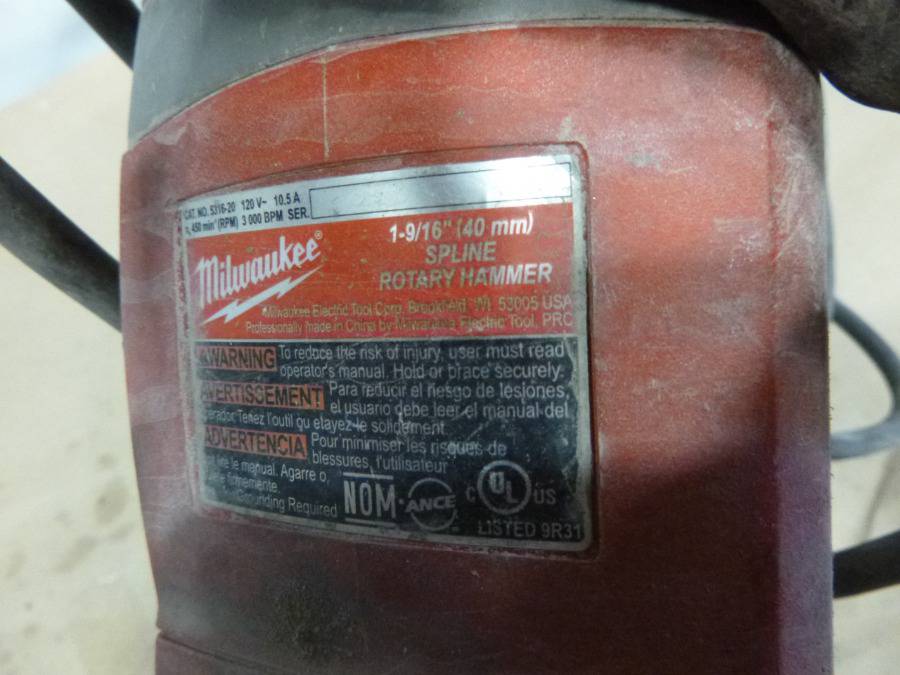 CAT. NO. 5316-20 120 V~ 10.5 A
450 min⁻¹ (RPM) 3 000 BPM SER.
Milwaukee®
1-9/16" (40 mm)
SPLINE
ROTARY HAMMER
Milwaukee Electric Tool Corp. Brookfield, WI 53005 USA
Professionally made in China by Milwaukee Electric Tool, PRC
WARNING To reduce the risk of injury, user must read
operator's manual. Hold or brace securely.
AVERTISSEMENT Para reducir el riesgo de lesiones,
el usuario debe leer el manual del
Tenez l'outil ou etayez le solidement
ADVERTENCIA Pour minimiser les risques de
blessures, l'utilisateur
lire le manual. Agarre o
firmemente.
Grounding Required
NOM ANCE c UL US
LISTED 9R31